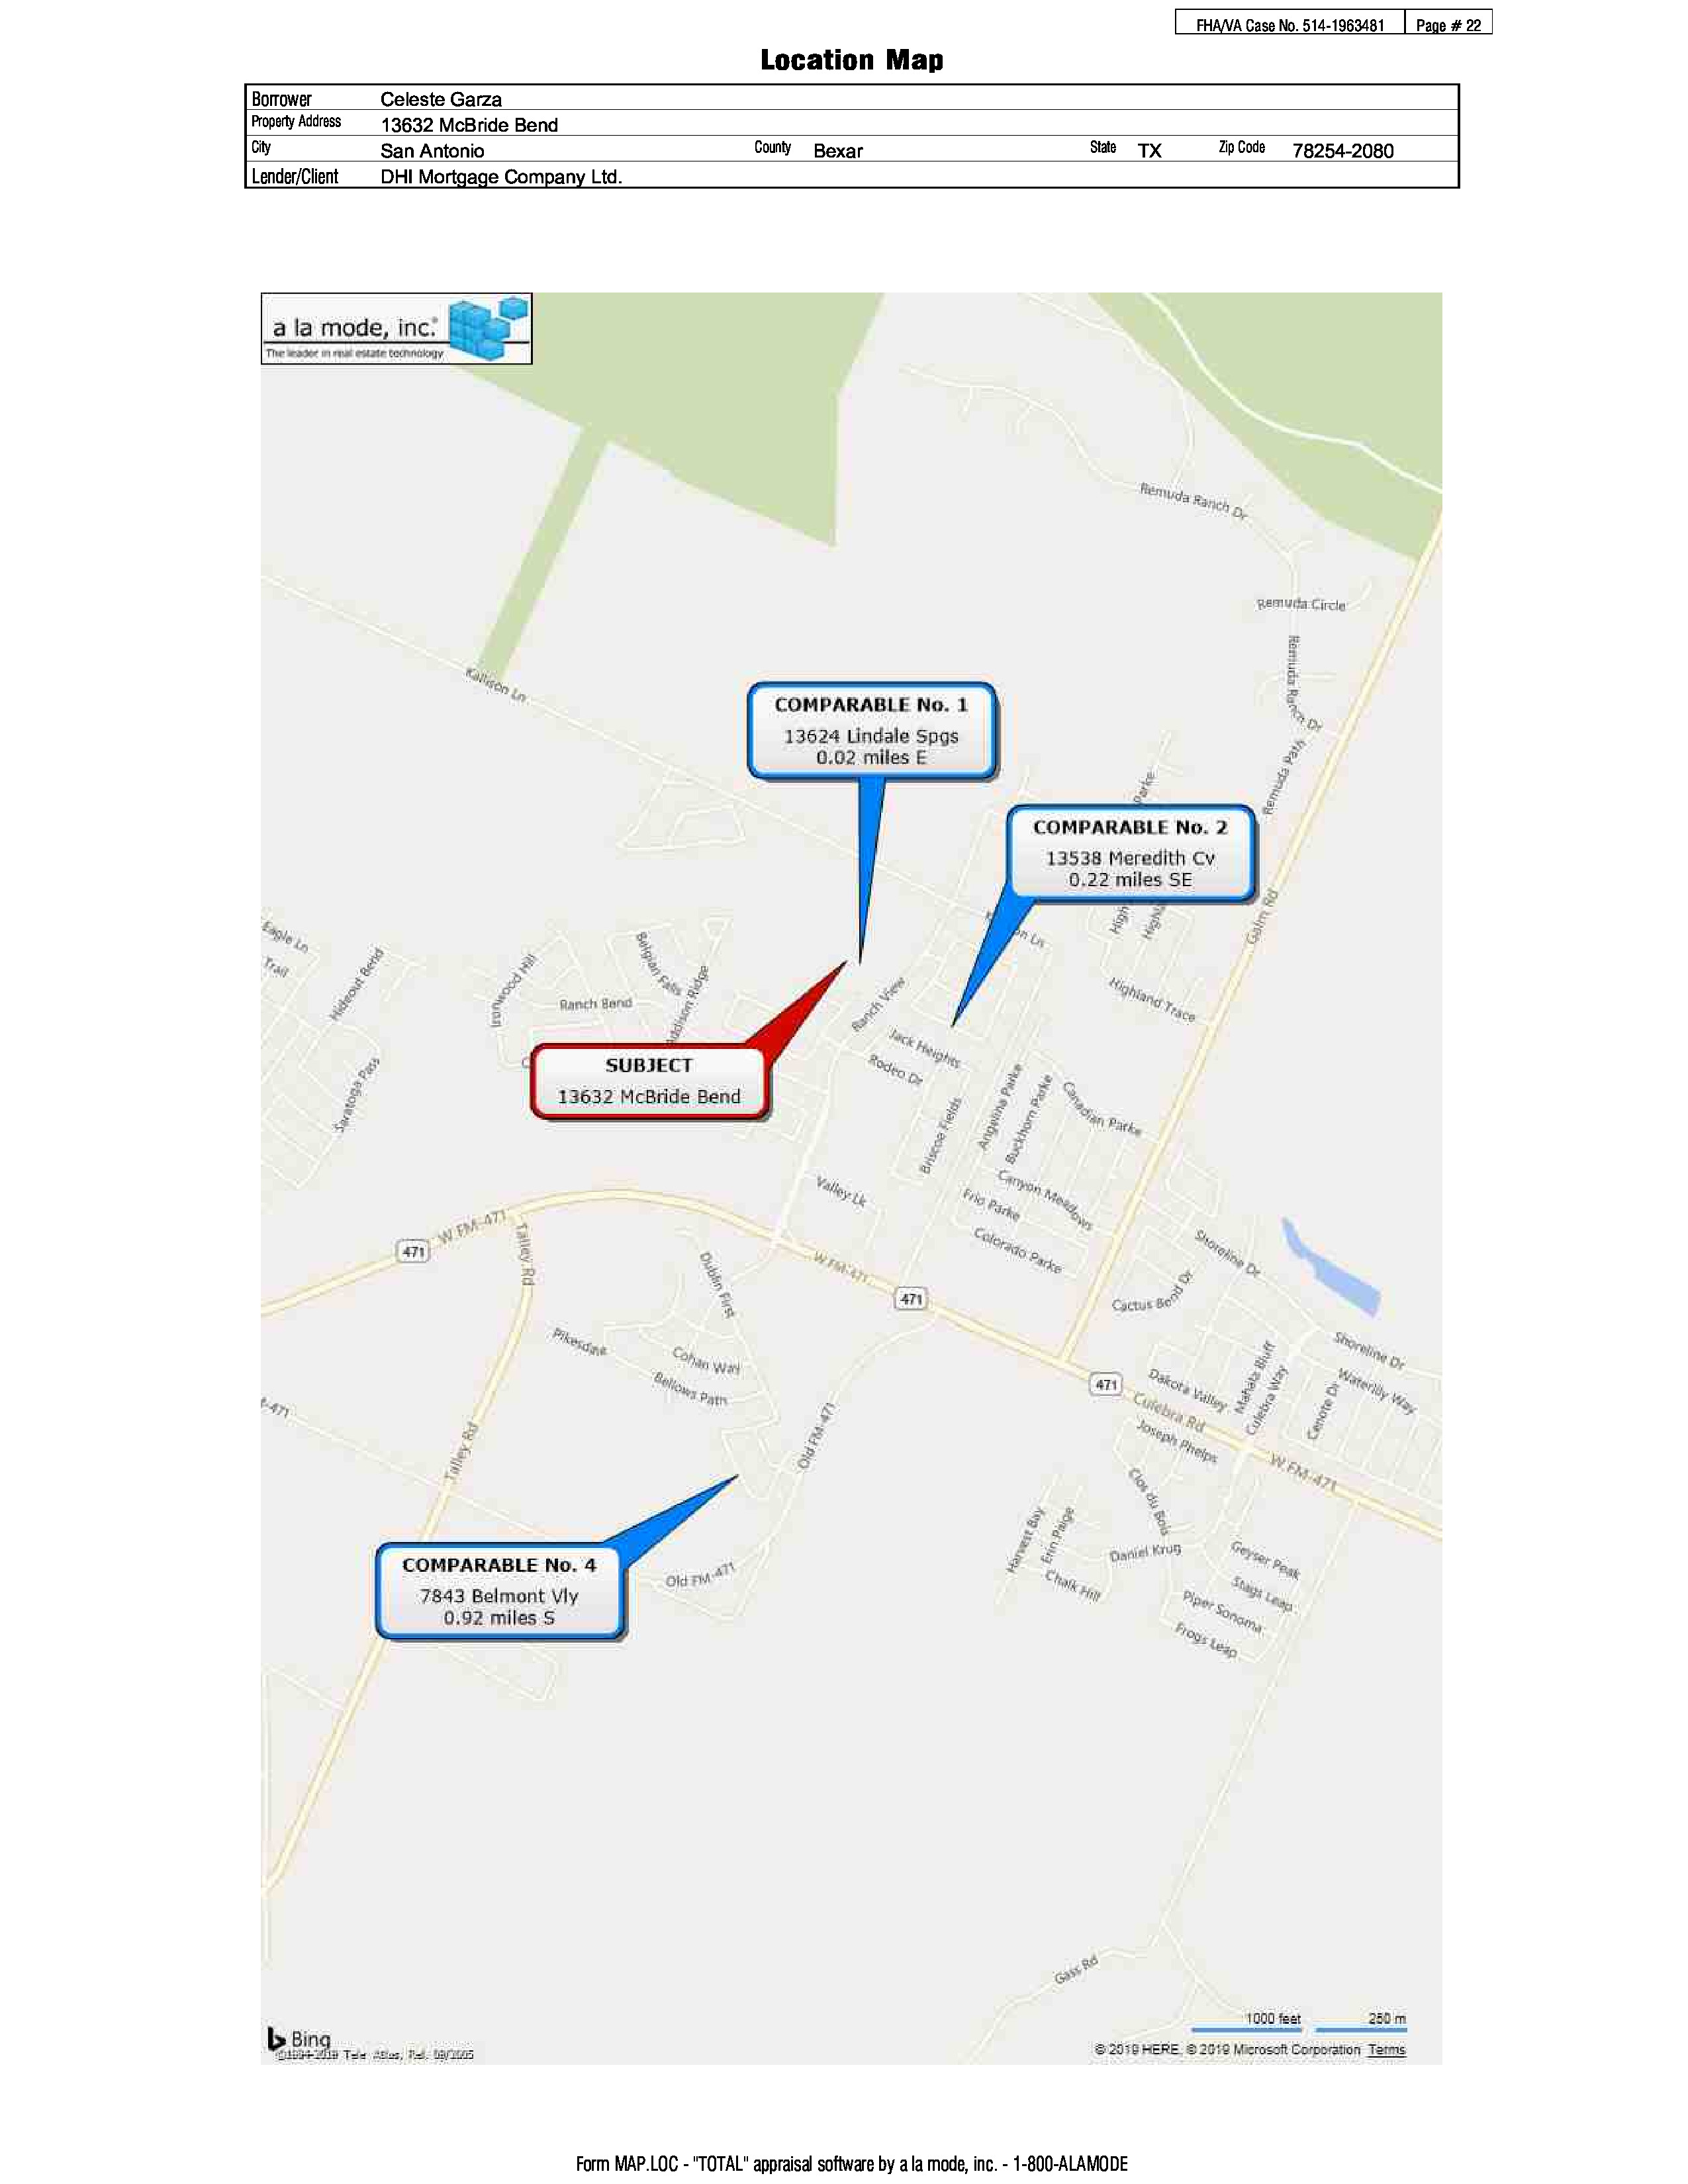 FHA/VA Case No. 514-1963481 Page # 22
Location Map
Borrower Celeste Garza
Property Address 13632 McBride Bend
City San Antonio County Bexar State TX Zip Code 78254-2080
Lender/Client DHI Mortgage Company Ltd.
a la mode, inc.®
The leader in real estate technology
Remuda Ranch Dr
Remuda Circle
Remuda Ranch Dr
Kallison Ln
COMPARABLE No. 1
13624 Lindale Spgs
0.02 miles E
Remuda Path
Parke
COMPARABLE No. 2
13538 Meredith Cv
0.22 miles SE
Galm Rd
Eagle Ln
Trail
Hideout Bend
Ironwood Hill
Belgian Falls
Ranch Bend
Addison Ridge
Ranch View
Highland Trace
Jack Heights
Rodeo Dr
SUBJECT
13632 McBride Bend
Saratoga Pass
Briscoe Fields
Angelina Parke
Buckhorn Parke
Canadian Parke
Valley Lk
Canyon Meadows
Frio Parke
Colorado Parke
W FM-471
471
Talley Rd
Dublin First
W FM-471
471
Shoreline Dr
Cactus Bend Dr
Pikesdale
Cohan Way
Bellows Path
Shoreline Dr
Waterlily Way
Mahala Bluff
Culebra Way
Cenote Dr
471
Dakota Valley
Culebra Rd
Joseph Phelps
W FM-471
-471
Talley Rd
Old FM-471
Clos du Bois
Harvest Bay
Erin Paige
Daniel Krug
Chalk Hill
Geyser Peak
Stags Leap
Piper Sonoma
Frogs Leap
COMPARABLE No. 4
7843 Belmont Vly
0.92 miles S
Old FM-471
Gass Rd
1000 feet 250 m
Bing
©1984-2019 Tele Atlas, Rel. 09/2005
© 2019 HERE, © 2019 Microsoft Corporation Terms
Form MAP.LOC - "TOTAL" appraisal software by a la mode, inc. - 1-800-ALAMODE